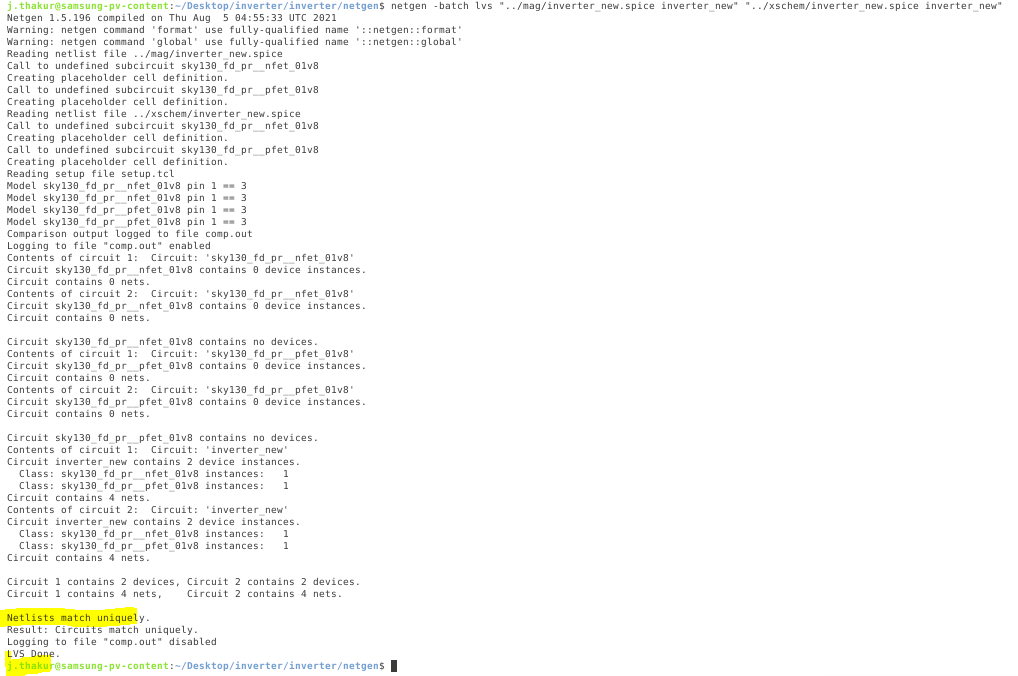 j.thakur@samsung-pv-content:~/Desktop/inverter/inverter/netgen$ netgen -batch lvs "../mag/inverter_new.spice inverter_new" "../xschem/inverter_new.spice inverter_new"
Netgen 1.5.196 compiled on Thu Aug  5 04:55:33 UTC 2021
Warning: netgen command 'format' use fully-qualified name '::netgen::format'
Warning: netgen command 'global' use fully-qualified name '::netgen::global'
Reading netlist file ../mag/inverter_new.spice
Call to undefined subcircuit sky130_fd_pr__nfet_01v8
Creating placeholder cell definition.
Call to undefined subcircuit sky130_fd_pr__pfet_01v8
Creating placeholder cell definition.
Reading netlist file ../xschem/inverter_new.spice
Call to undefined subcircuit sky130_fd_pr__nfet_01v8
Creating placeholder cell definition.
Call to undefined subcircuit sky130_fd_pr__pfet_01v8
Creating placeholder cell definition.
Reading setup file setup.tcl
Model sky130_fd_pr__nfet_01v8 pin 1 == 3
Model sky130_fd_pr__nfet_01v8 pin 1 == 3
Model sky130_fd_pr__pfet_01v8 pin 1 == 3
Model sky130_fd_pr__pfet_01v8 pin 1 == 3
Comparison output logged to file comp.out
Logging to file "comp.out" enabled
Contents of circuit 1:  Circuit: 'sky130_fd_pr__nfet_01v8'
Circuit sky130_fd_pr__nfet_01v8 contains 0 device instances.
Circuit contains 0 nets.
Contents of circuit 2:  Circuit: 'sky130_fd_pr__nfet_01v8'
Circuit sky130_fd_pr__nfet_01v8 contains 0 device instances.
Circuit contains 0 nets.

Circuit sky130_fd_pr__nfet_01v8 contains no devices.
Contents of circuit 1:  Circuit: 'sky130_fd_pr__pfet_01v8'
Circuit sky130_fd_pr__pfet_01v8 contains 0 device instances.
Circuit contains 0 nets.
Contents of circuit 2:  Circuit: 'sky130_fd_pr__pfet_01v8'
Circuit sky130_fd_pr__pfet_01v8 contains 0 device instances.
Circuit contains 0 nets.

Circuit sky130_fd_pr__pfet_01v8 contains no devices.
Contents of circuit 1:  Circuit: 'inverter_new'
Circuit inverter_new contains 2 device instances.
  Class: sky130_fd_pr__nfet_01v8 instances:   1
  Class: sky130_fd_pr__pfet_01v8 instances:   1
Circuit contains 4 nets.
Contents of circuit 2:  Circuit: 'inverter_new'
Circuit inverter_new contains 2 device instances.
  Class: sky130_fd_pr__nfet_01v8 instances:   1
  Class: sky130_fd_pr__pfet_01v8 instances:   1
Circuit contains 4 nets.

Circuit 1 contains 2 devices, Circuit 2 contains 2 devices.
Circuit 1 contains 4 nets,    Circuit 2 contains 4 nets.

Netlists match uniquely.
Result: Circuits match uniquely.
Logging to file "comp.out" disabled
LVS Done.
j.thakur@samsung-pv-content:~/Desktop/inverter/inverter/netgen$